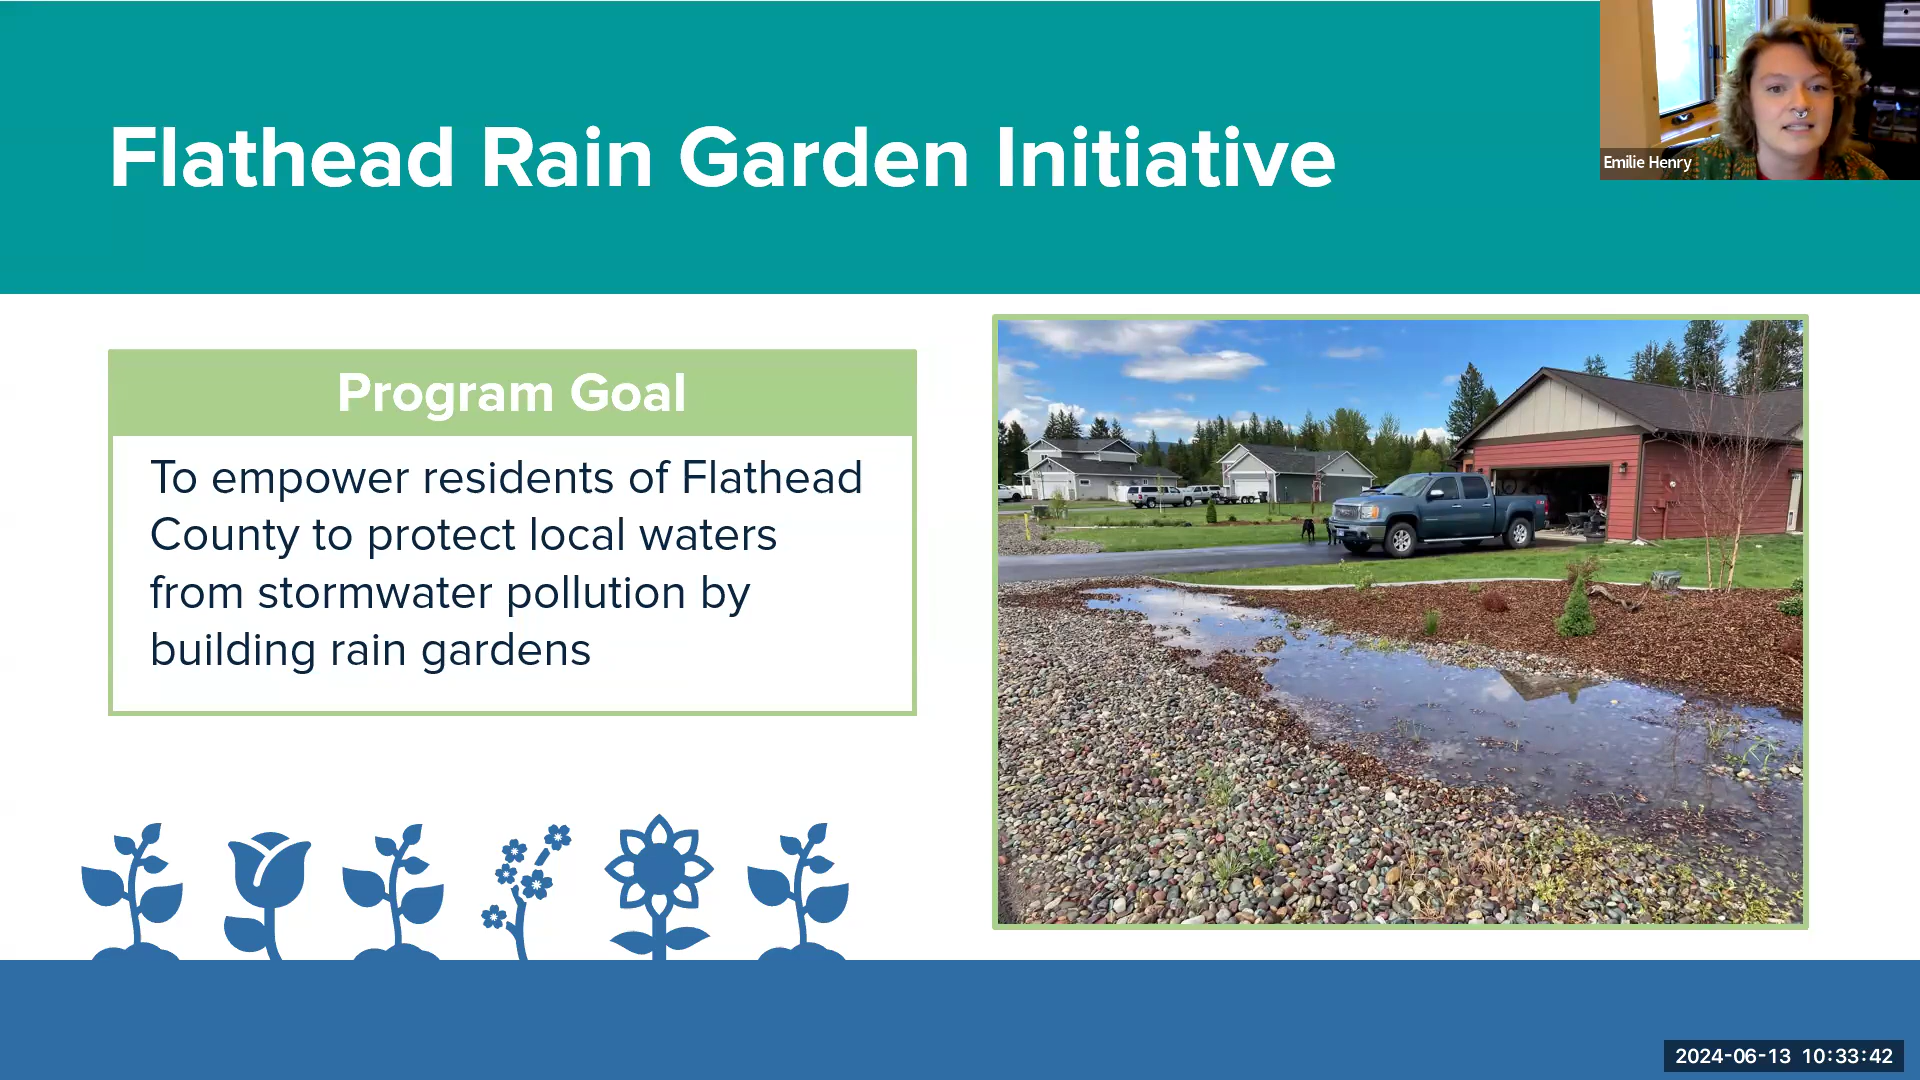 Flathead Rain Garden Initiative
Emilie Henry
Program Goal
To empower residents of Flathead
County to protect local waters
from stormwater pollution by
building rain gardens
2024-06-13 10:33:42